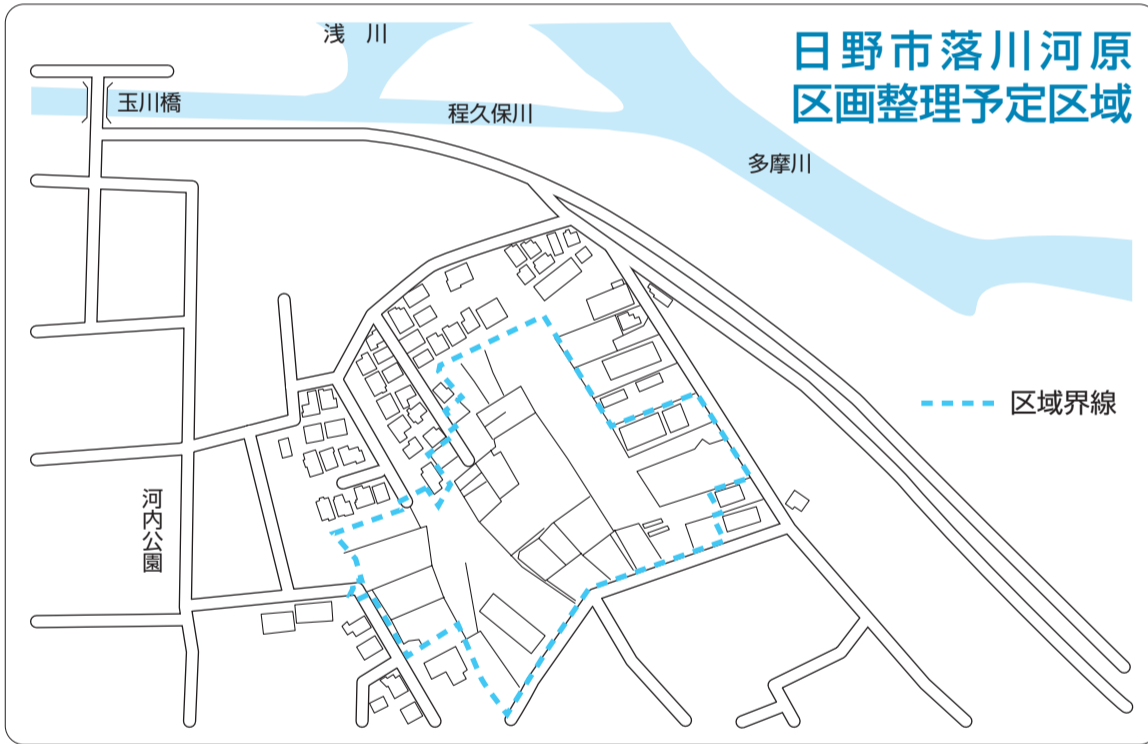 浅 川
日野市落川河原
区画整理予定区域
玉川橋
程久保川
多摩川
区域界線
河内公園